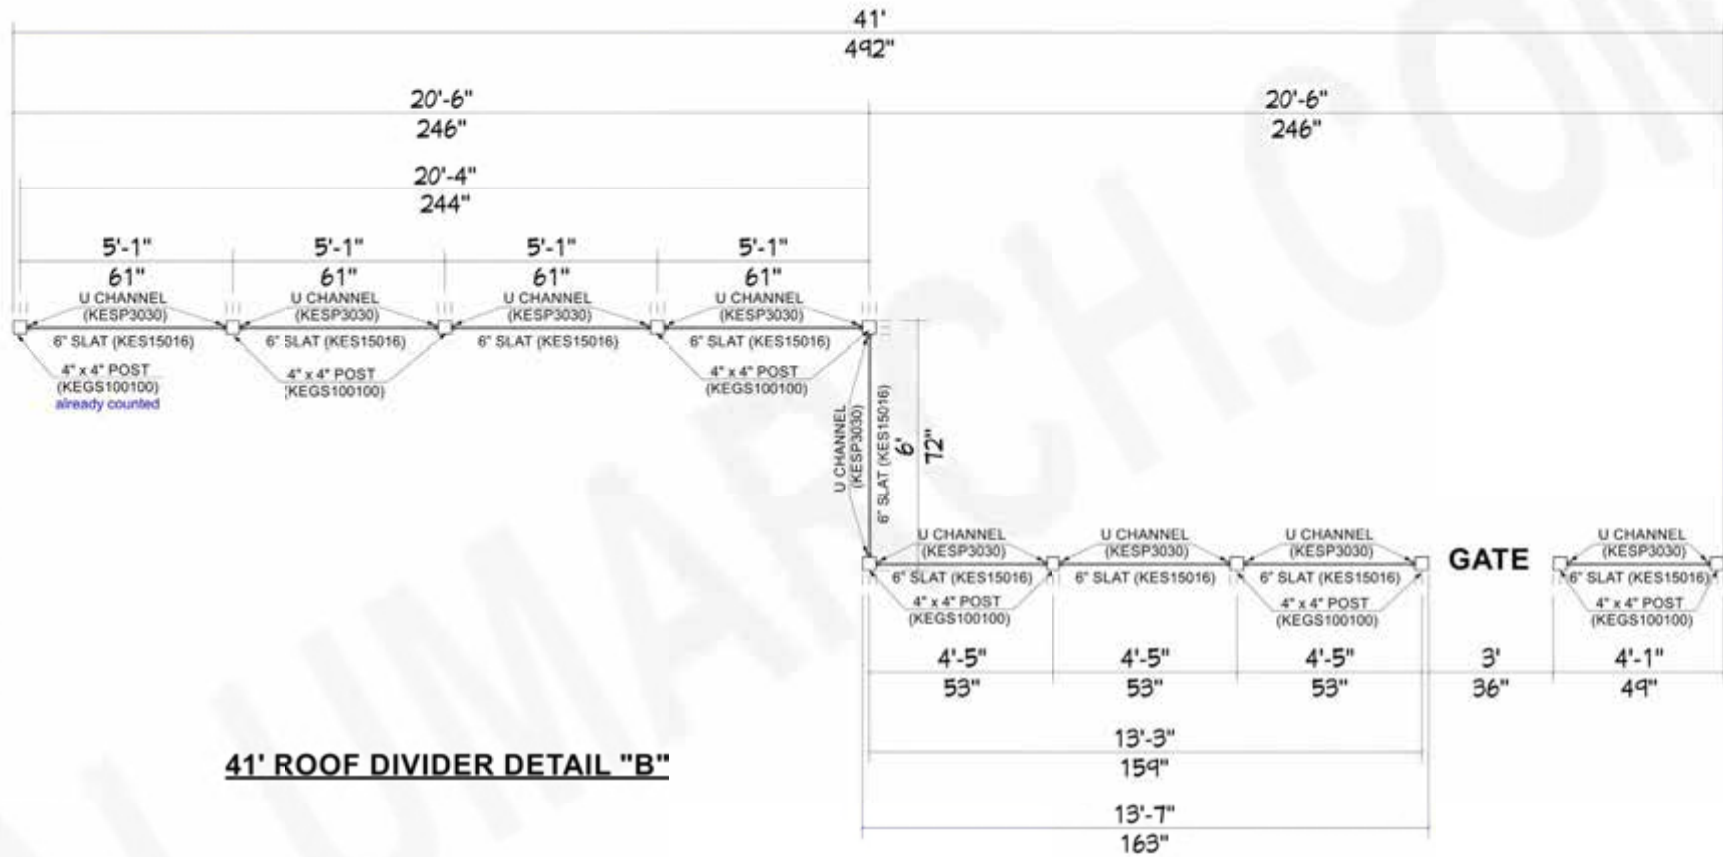 41'
492"
20'-6"
246"
20'-6"
246"
20'-4"
244"
5'-1"
61"
5'-1"
61"
5'-1"
61"
5'-1"
61"
U CHANNEL
(KESP3030)
U CHANNEL
(KESP3030)
U CHANNEL
(KESP3030)
U CHANNEL
(KESP3030)
6" SLAT (KES15016)
6" SLAT (KES15016)
6" SLAT (KES15016)
6" SLAT (KES15016)
4" x 4" POST
(KEGS100100)
already counted
4" x 4" POST
(KEGS100100)
4" x 4" POST
(KEGS100100)
U CHANNEL
(KESP3030)
6" SLAT (KES15016)
6'
72"
U CHANNEL
(KESP3030)
U CHANNEL
(KESP3030)
U CHANNEL
(KESP3030)
GATE
U CHANNEL
(KESP3030)
6" SLAT (KES15016)
6" SLAT (KES15016)
6" SLAT (KES15016)
6" SLAT (KES15016)
4" x 4" POST
(KEGS100100)
4" x 4" POST
(KEGS100100)
4" x 4" POST
(KEGS100100)
4'-5"
53"
4'-5"
53"
4'-5"
53"
3'
36"
4'-1"
49"
13'-3"
159"
13'-7"
163"
41' ROOF DIVIDER DETAIL "B"